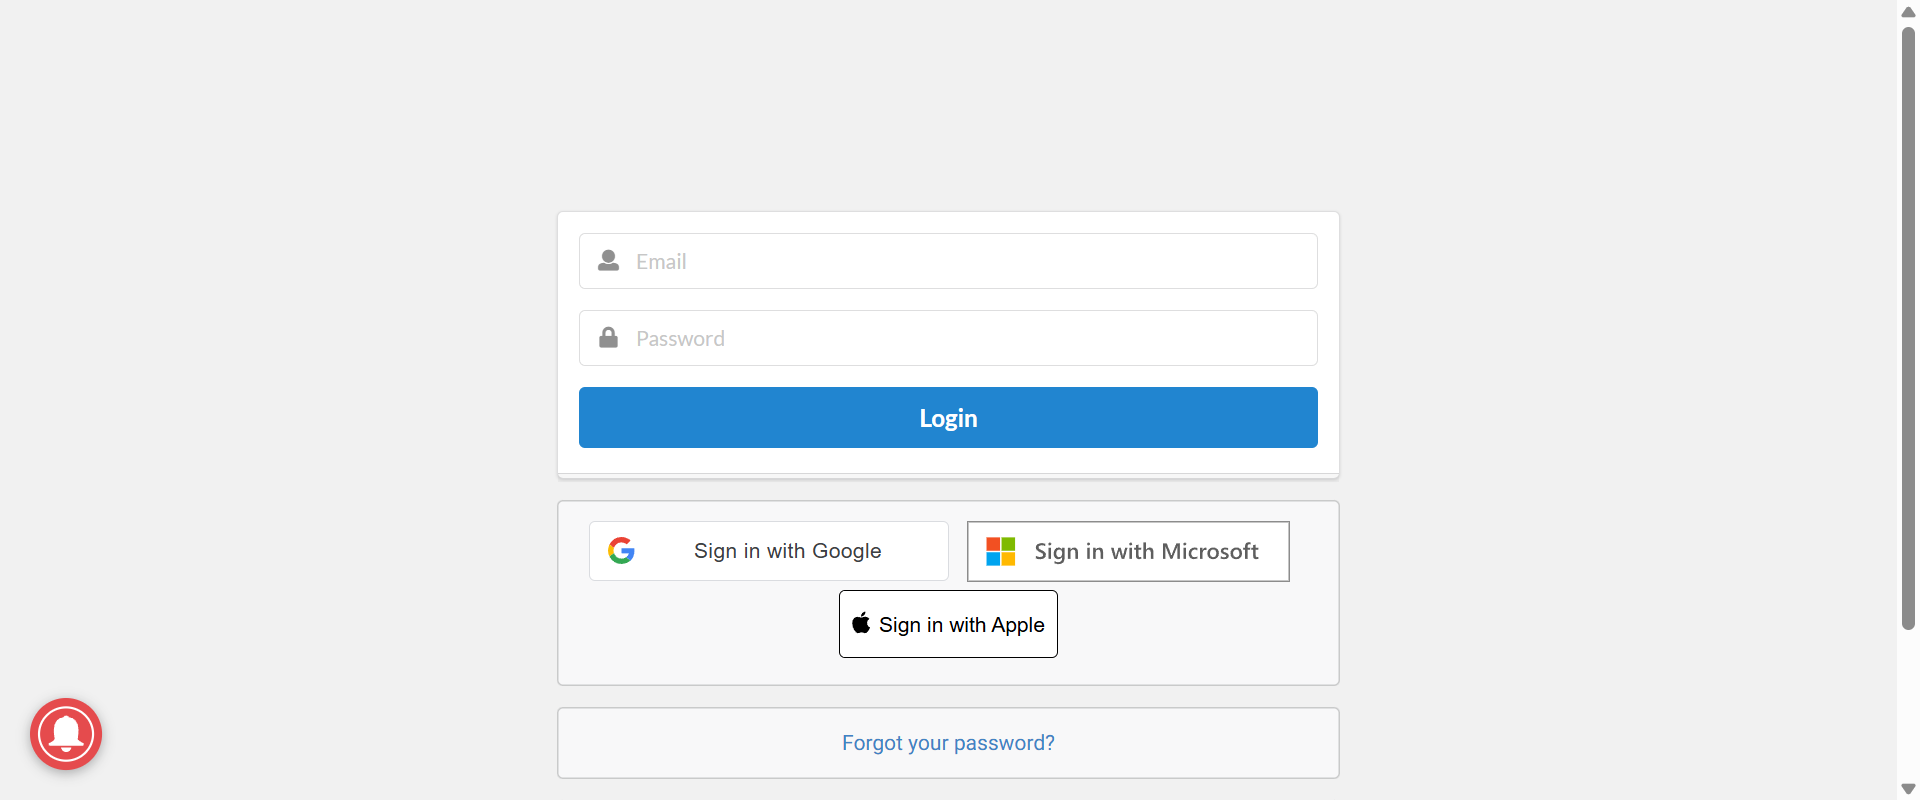 Email
Password
Login
Sign in with Google
Sign in with Microsoft
Sign in with Apple
Forgot your password?